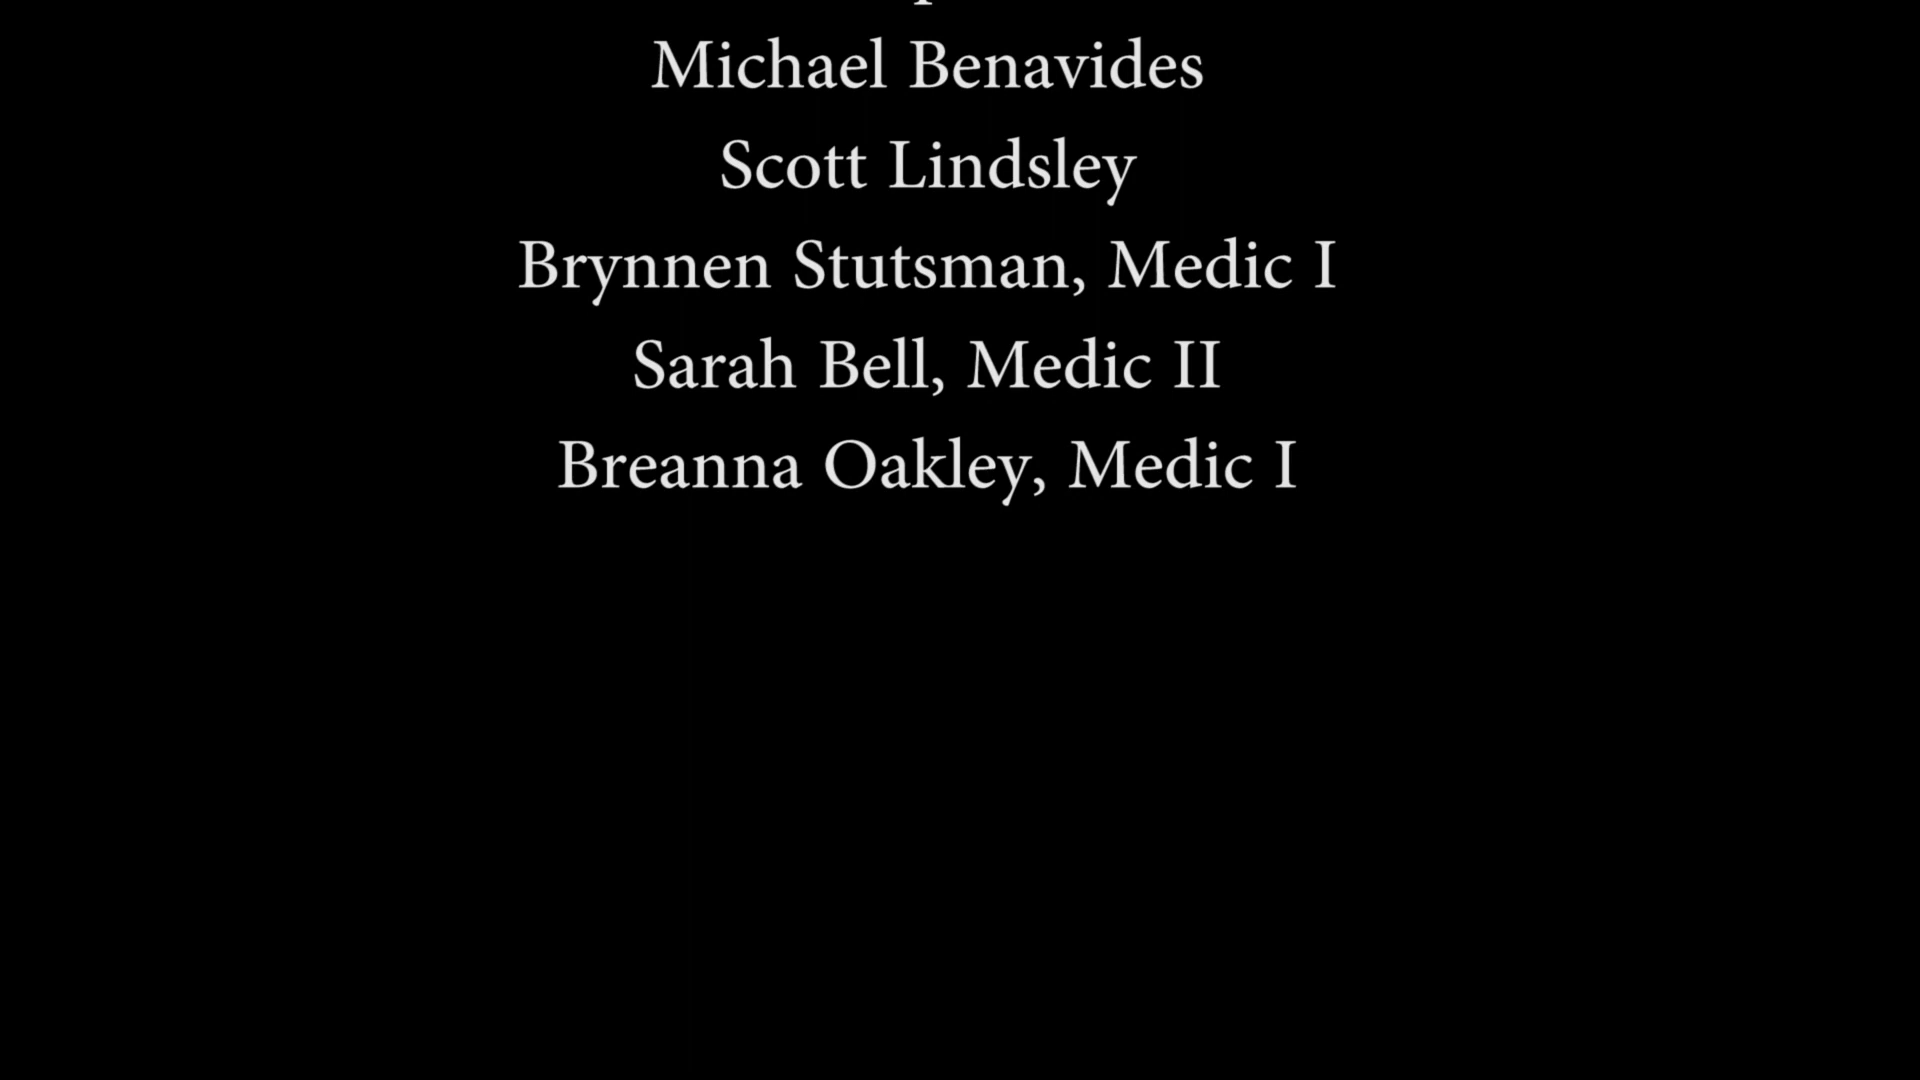 Michael Benavides
Scott Lindsley
Brynnen Stutsman, Medic I
Sarah Bell, Medic II
Breanna Oakley, Medic I